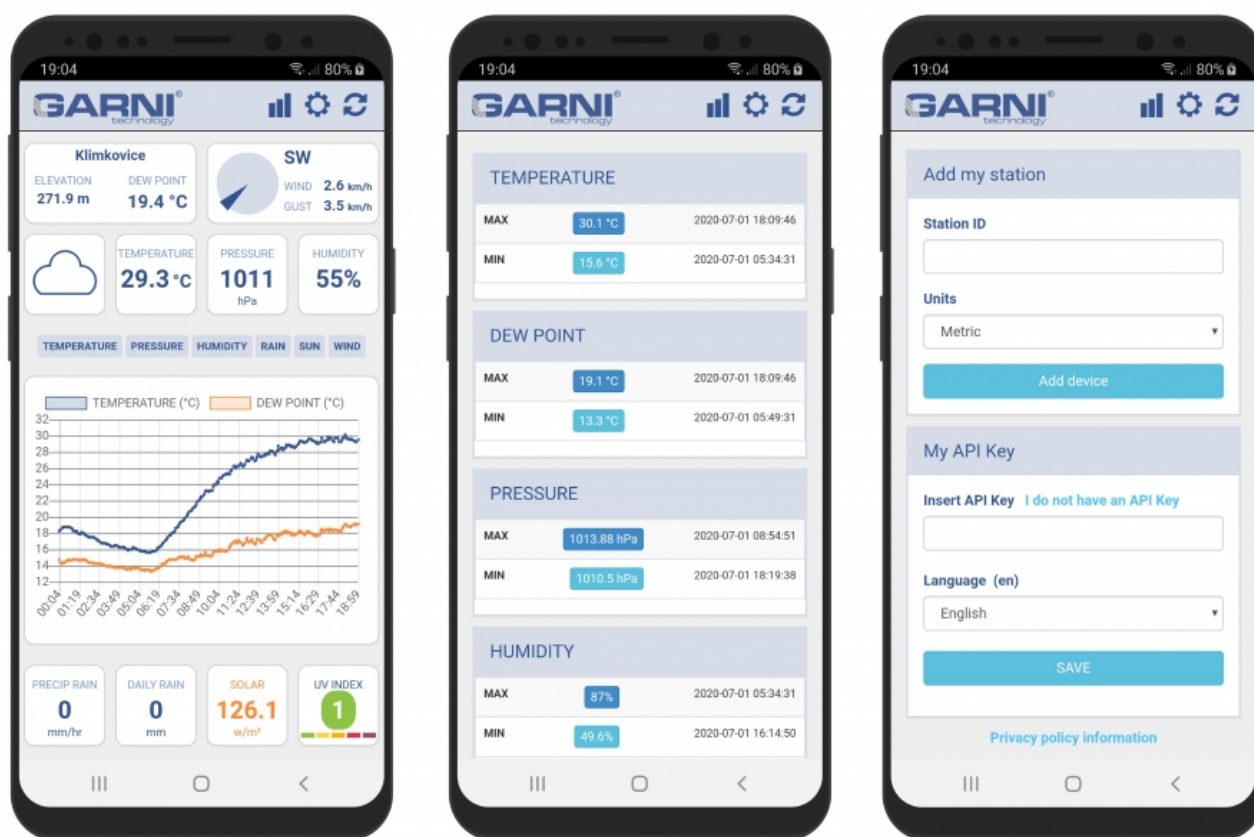 19:04
80%
GARNI®
technology
Klimkovice
ELEVATION
DEW POINT
271.9 m
19.4 °C
SW
WIND 2.6 km/h
GUST 3.5 km/h
TEMPERATURE
29.3 °C
PRESSURE
1011
hPa
HUMIDITY
55%
TEMPERATURE PRESSURE HUMIDITY RAIN SUN WIND
TEMPERATURE (°C) DEW POINT (°C)
32
30
28
26
24
22
20
18
16
14
12
00:04 01:19 02:34 03:49 05:04 06:19 07:34 08:49 10:04 11:24 12:39 13:59 15:14 16:29 17:44 18:59
PRECIP RAIN
0
mm/hr
DAILY RAIN
0
mm
SOLAR
126.1
w/m²
UV INDEX
1
19:04
80%
GARNI®
technology
TEMPERATURE
MAX 30.1 °C 2020-07-01 18:09:46
MIN 15.6 °C 2020-07-01 05:34:31
DEW POINT
MAX 19.1 °C 2020-07-01 18:09:46
MIN 13.3 °C 2020-07-01 05:49:31
PRESSURE
MAX 1013.88 hPa 2020-07-01 08:54:51
MIN 1010.5 hPa 2020-07-01 18:19:38
HUMIDITY
MAX 87% 2020-07-01 05:34:31
MIN 49.6% 2020-07-01 16:14:50
19:04
80%
GARNI®
technology
Add my station
Station ID
Units
Metric
Add device
My API Key
Insert API Key I do not have an API Key
Language (en)
English
SAVE
Privacy policy information